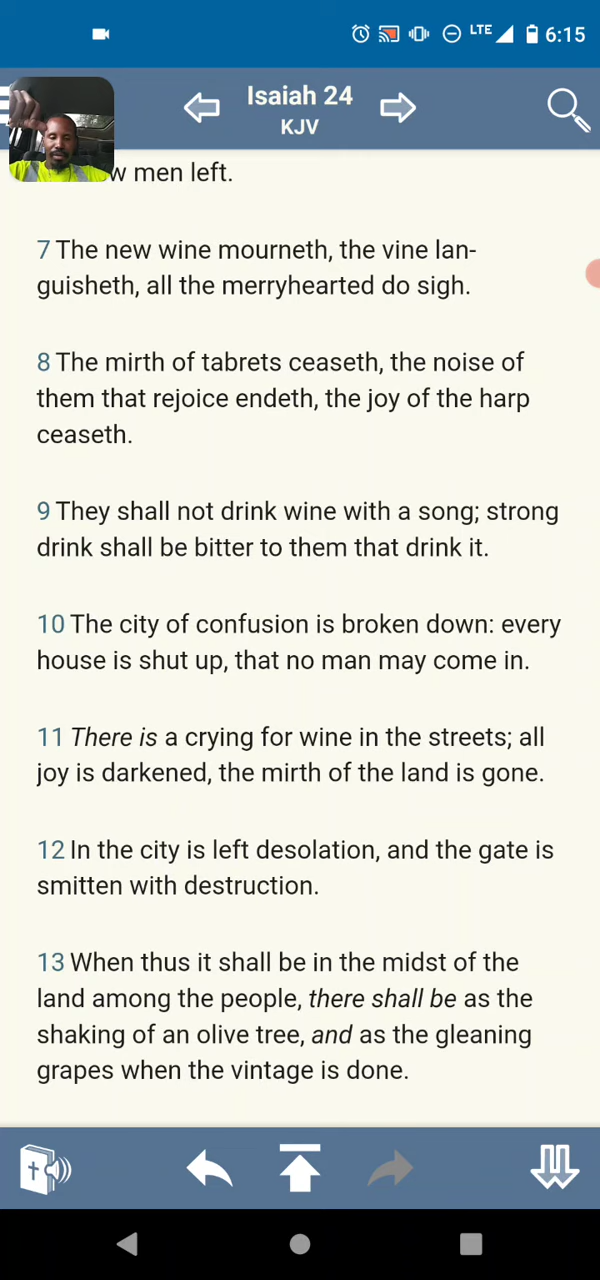 LTE 6:15
Isaiah 24
KJV
w men left.
7 The new wine mourneth, the vine lan-
guisheth, all the merryhearted do sigh.
8 The mirth of tabrets ceaseth, the noise of
them that rejoice endeth, the joy of the harp
ceaseth.
9 They shall not drink wine with a song; strong
drink shall be bitter to them that drink it.
10 The city of confusion is broken down: every
house is shut up, that no man may come in.
11 There is a crying for wine in the streets; all
joy is darkened, the mirth of the land is gone.
12 In the city is left desolation, and the gate is
smitten with destruction.
13 When thus it shall be in the midst of the
land among the people, there shall be as the
shaking of an olive tree, and as the gleaning
grapes when the vintage is done.